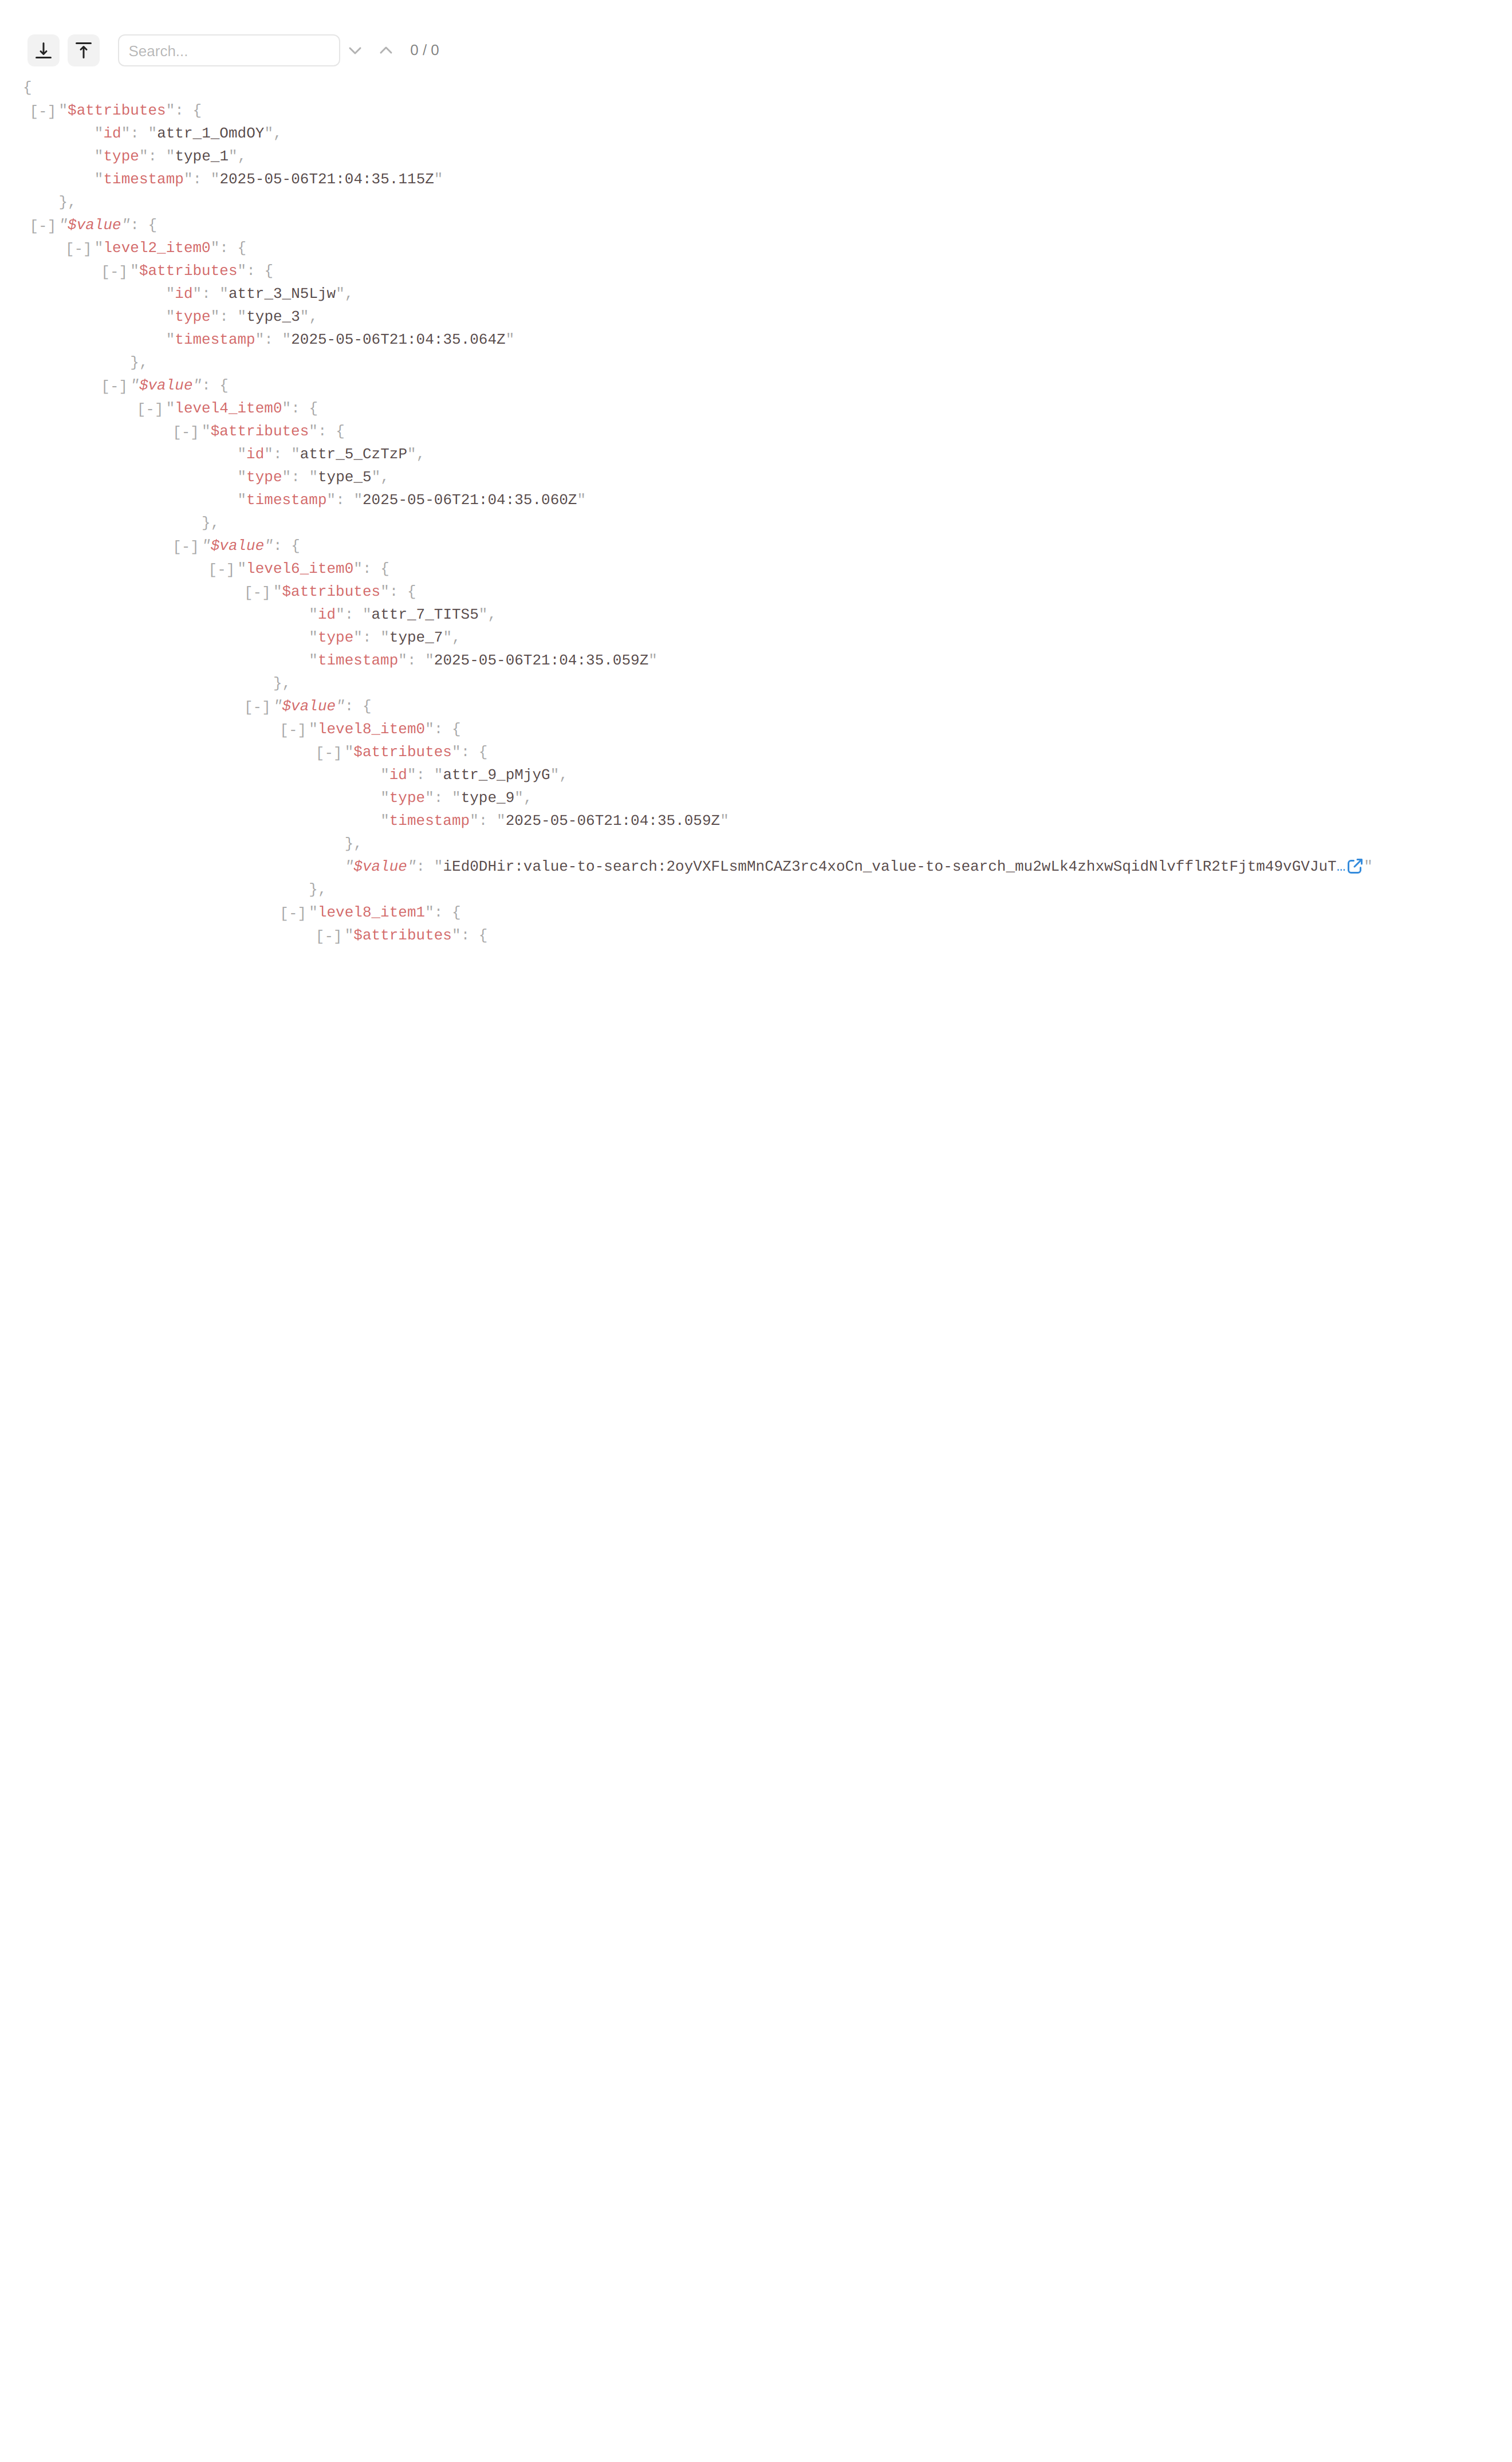 Search... 0 / 0
{
[-] "$attributes": {
"id": "attr_1_OmdOY",
"type": "type_1",
"timestamp": "2025-05-06T21:04:35.115Z"
},
[-] "$value": {
[-] "level2_item0": {
[-] "$attributes": {
"id": "attr_3_N5Ljw",
"type": "type_3",
"timestamp": "2025-05-06T21:04:35.064Z"
},
[-] "$value": {
[-] "level4_item0": {
[-] "$attributes": {
"id": "attr_5_CzTzP",
"type": "type_5",
"timestamp": "2025-05-06T21:04:35.060Z"
},
[-] "$value": {
[-] "level6_item0": {
[-] "$attributes": {
"id": "attr_7_TITS5",
"type": "type_7",
"timestamp": "2025-05-06T21:04:35.059Z"
},
[-] "$value": {
[-] "level8_item0": {
[-] "$attributes": {
"id": "attr_9_pMjyG",
"type": "type_9",
"timestamp": "2025-05-06T21:04:35.059Z"
},
"$value": "iEd0DHir:value-to-search:2oyVXFLsmMnCAZ3rc4xoCn_value-to-search_mu2wLk4zhxwSqidNlvfflR2tFjtm49vGVJuT…"
},
[-] "level8_item1": {
[-] "$attributes": {